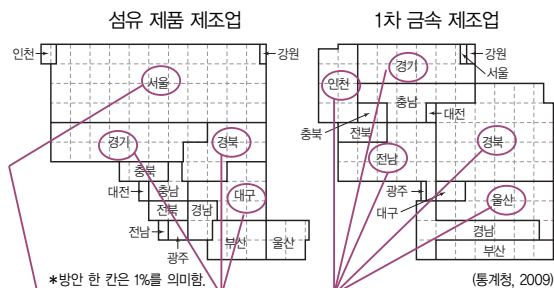 섬유 제품 제조업
인천
강원
서울
경기
경북
충북
대전
충남
대구
전북
경남
전남
광주
부산
울산
*방안 한 칸은 1%를 의미함.
1차 금속 제조업
강원
서울
경기
인천
충남
대전
충북
전북
경북
전남
광주
대구
울산
경남
부산
(통계청, 2009)